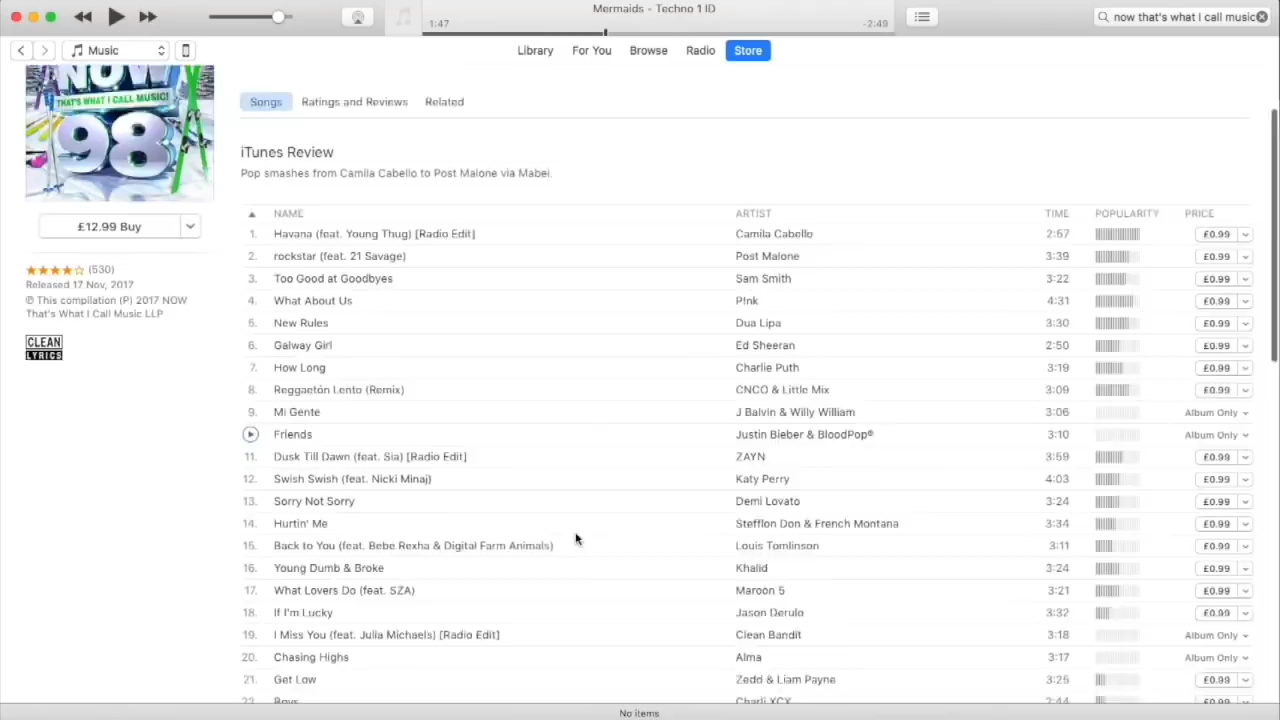 Mermaids - Techno 1 ID
1:47
-2:49
now that's what I call music
Music
Library
For You
Browse
Radio
Store
NOW
THAT'S WHAT I CALL MUSIC!
98
£12.99 Buy
(530)
Released 17 Nov, 2017
℗ This compilation (P) 2017 NOW
That's What I Call Music LLP
CLEAN
LYRICS
Songs
Ratings and Reviews
Related
iTunes Review
Pop smashes from Camila Cabello to Post Malone via Mabel.
NAME ARTIST TIME POPULARITY PRICE
1. Havana (feat. Young Thug) [Radio Edit] Camila Cabello 2:57 £0.99
2. rockstar (feat. 21 Savage) Post Malone 3:39 £0.99
3. Too Good at Goodbyes Sam Smith 3:22 £0.99
4. What About Us P!nk 4:31 £0.99
5. New Rules Dua Lipa 3:30 £0.99
6. Galway Girl Ed Sheeran 2:50 £0.99
7. How Long Charlie Puth 3:19 £0.99
8. Reggaetón Lento (Remix) CNCO & Little Mix 3:09 £0.99
9. Mi Gente J Balvin & Willy William 3:06 Album Only
Friends Justin Bieber & BloodPop® 3:10 Album Only
11. Dusk Till Dawn (feat. Sia) [Radio Edit] ZAYN 3:59 £0.99
12. Swish Swish (feat. Nicki Minaj) Katy Perry 4:03 £0.99
13. Sorry Not Sorry Demi Lovato 3:24 £0.99
14. Hurtin' Me Stefflon Don & French Montana 3:34 £0.99
15. Back to You (feat. Bebe Rexha & Digital Farm Animals) Louis Tomlinson 3:11 £0.99
16. Young Dumb & Broke Khalid 3:24 £0.99
17. What Lovers Do (feat. SZA) Maroon 5 3:21 £0.99
18. If I'm Lucky Jason Derulo 3:32 £0.99
19. I Miss You (feat. Julia Michaels) [Radio Edit] Clean Bandit 3:18 Album Only
20. Chasing Highs Alma 3:17 Album Only
21. Get Low Zedd & Liam Payne 3:25 £0.99
22. Boys Charli XCX 2:44 £0.99
No items